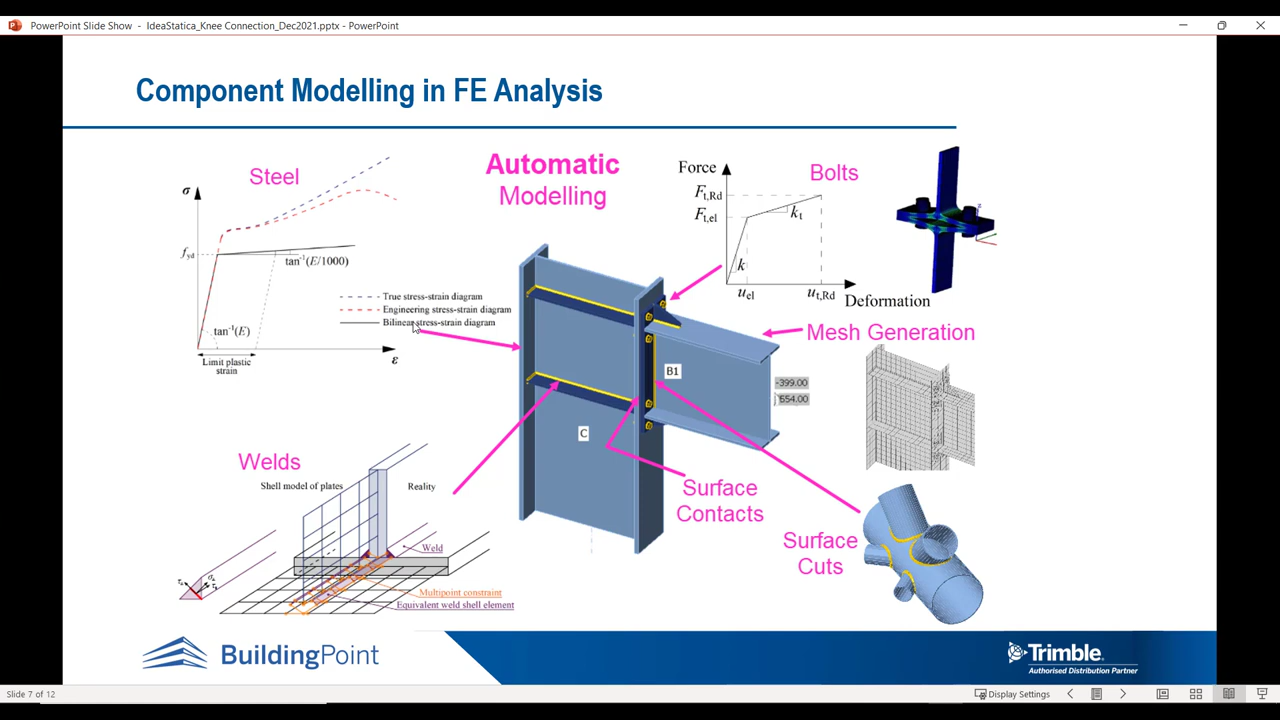 PowerPoint Slide Show - IdeaStatica_Knee Connection_Dec2021.pptx - PowerPoint
Component Modelling in FE Analysis
Steel
σ
f_yd
tan⁻¹(E/1000)
True stress-strain diagram
Engineering stress-strain diagram
Bilinear stress-strain diagram
tan⁻¹(E)
Limit plastic
strain
ε
Automatic
Modelling
Force
F_t,Rd
F_t,el
k
k₁
u_el
u_t,Rd
Deformation
Bolts
Mesh Generation
B1
-399.00
554.00
C
Welds
Shell model of plates
Reality
Weld
Multipoint constraint
Equivalent weld shell element
Surface
Contacts
Surface
Cuts
BuildingPoint
Trimble
Authorised Distribution Partner
Slide 7 of 12
Display Settings